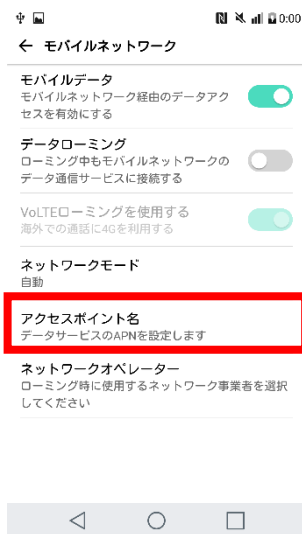 0:00
← モバイルネットワーク
モバイルデータ
モバイルネットワーク経由のデータアク
セスを有効にする
データローミング
ローミング中もモバイルネットワークの
データ通信サービスに接続する
VoLTEローミングを使用する
海外での通話に4Gを利用する
ネットワークモード
自動
アクセスポイント名
データサービスのAPNを設定します
ネットワークオペレーター
ローミング時に使用するネットワーク事業者を選択
してください